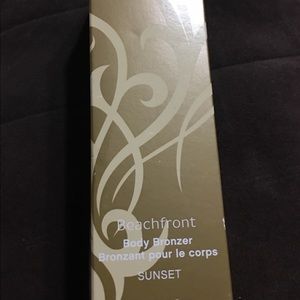 Beachfront
Body Bronzer
Bronzant pour le corps
SUNSET